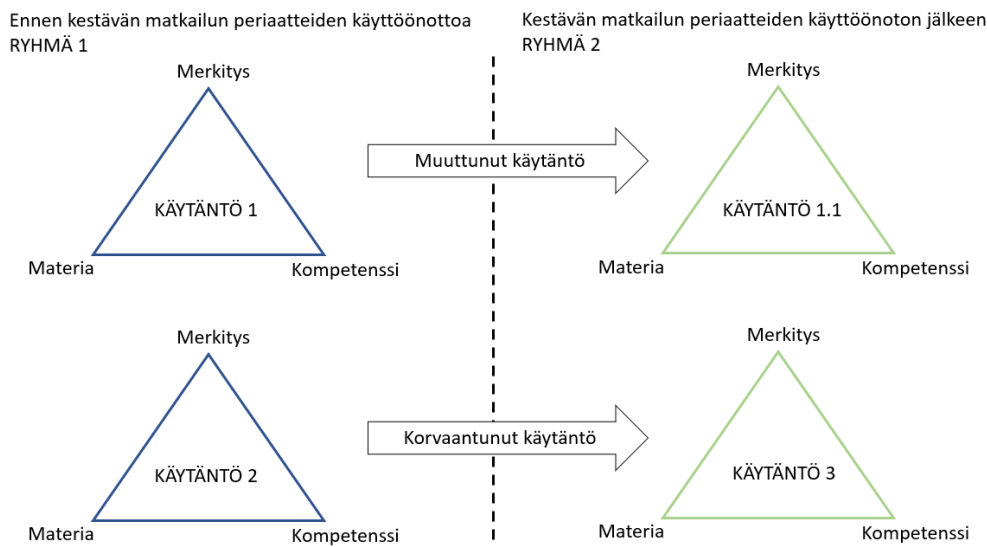 Ennen kestävän matkailun periaatteiden käyttöönottoa
RYHMÄ 1
Kestävän matkailun periaatteiden käyttöönoton jälkeen
RYHMÄ 2
Merkitys
Merkitys
Muuttunut käytäntö
KÄYTÄNTÖ 1
KÄYTÄNTÖ 1.1
Materia
Kompetenssi
Materia
Kompetenssi
Merkitys
Merkitys
Korvaantunut käytäntö
KÄYTÄNTÖ 2
KÄYTÄNTÖ 3
Materia
Kompetenssi
Materia
Kompetenssi